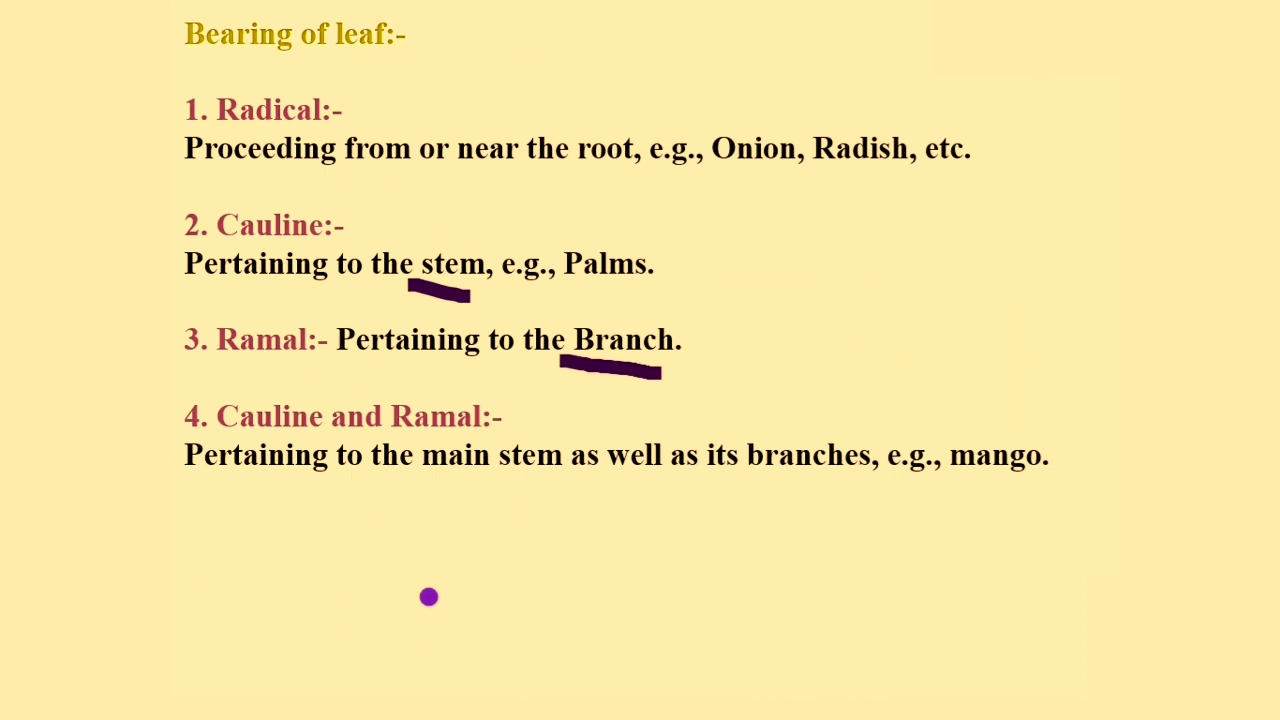 Bearing of leaf:-
1. Radical:-
Proceeding from or near the root, e.g., Onion, Radish, etc.
2. Cauline:-
Pertaining to the stem, e.g., Palms.
3. Ramal:- Pertaining to the Branch.
4. Cauline and Ramal:-
Pertaining to the main stem as well as its branches, e.g., mango.